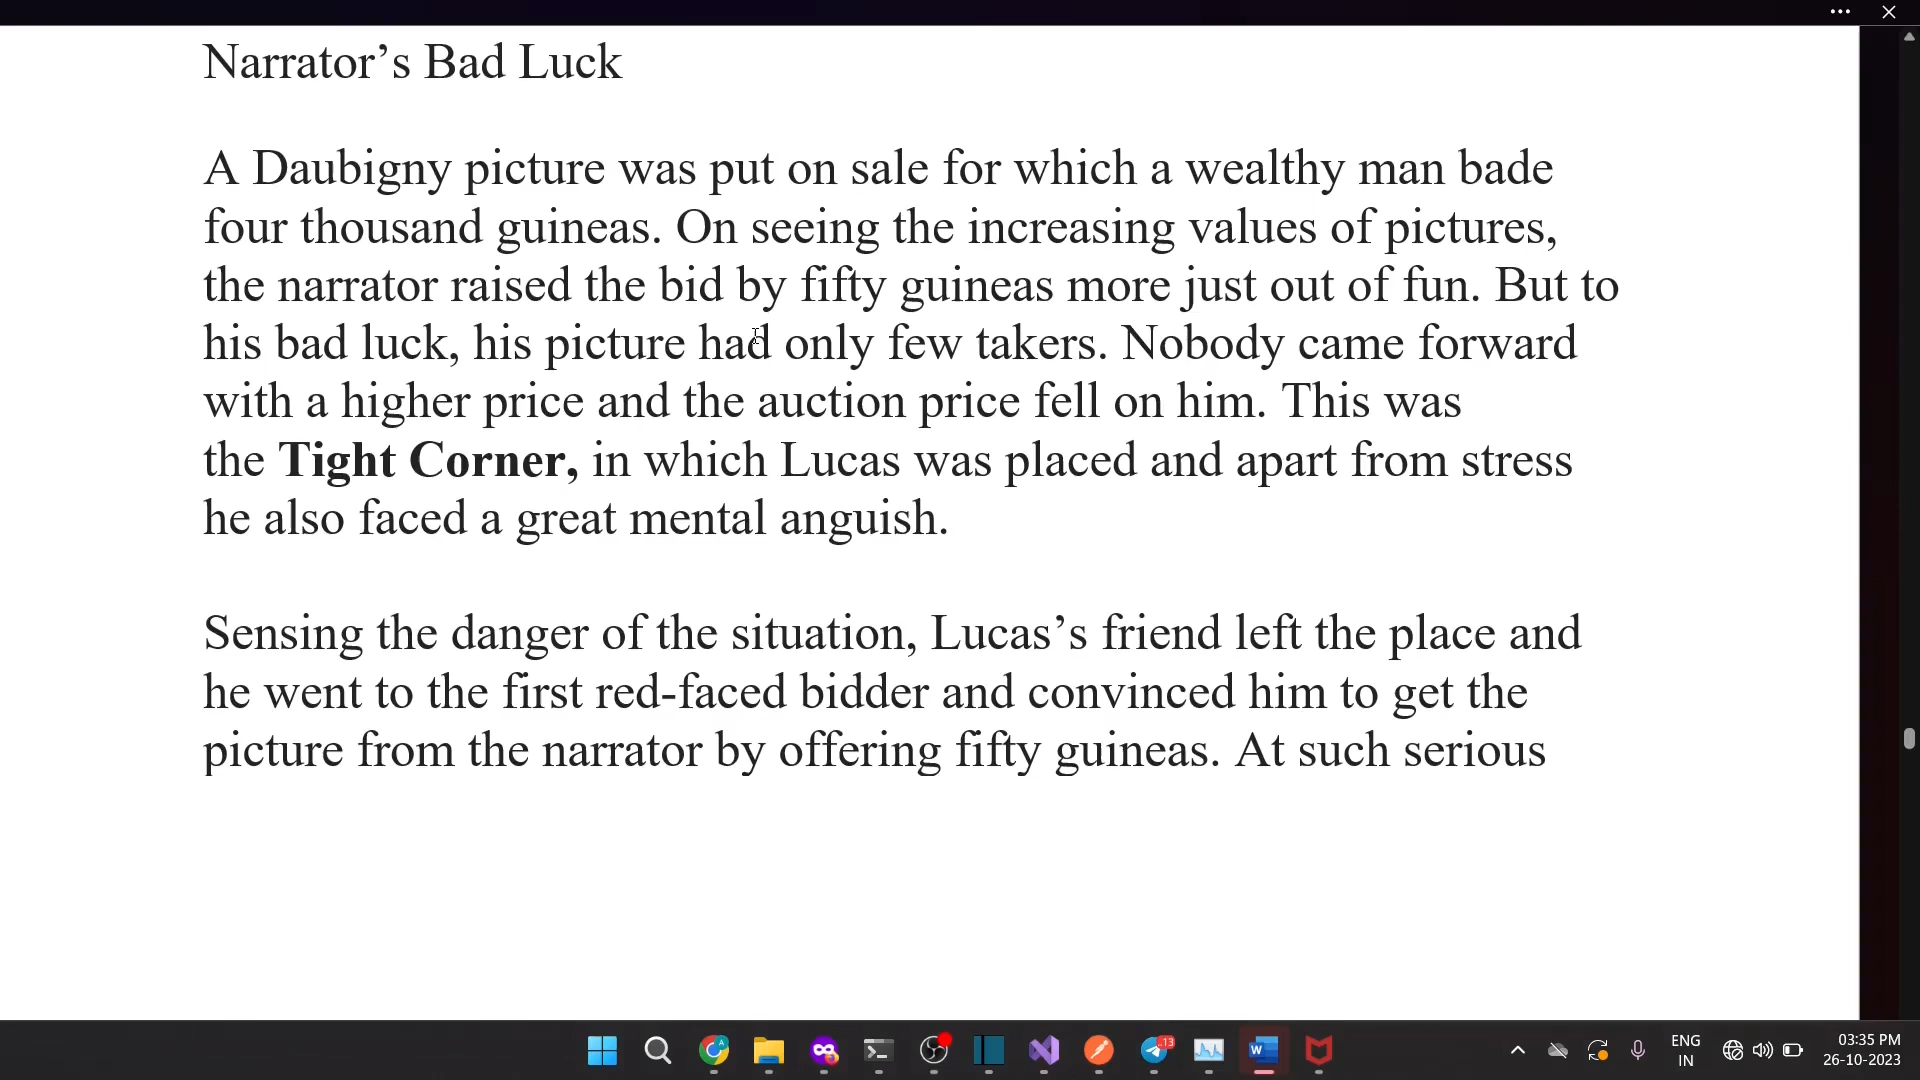 Narrator’s Bad Luck
A Daubigny picture was put on sale for which a wealthy man bade
four thousand guineas. On seeing the increasing values of pictures,
the narrator raised the bid by fifty guineas more just out of fun. But to
his bad luck, his picture had only few takers. Nobody came forward
with a higher price and the auction price fell on him. This was
the Tight Corner, in which Lucas was placed and apart from stress
he also faced a great mental anguish.
Sensing the danger of the situation, Lucas’s friend left the place and
he went to the first red-faced bidder and convinced him to get the
picture from the narrator by offering fifty guineas. At such serious
A
13
W
ENG
IN
03:35 PM
26-10-2023